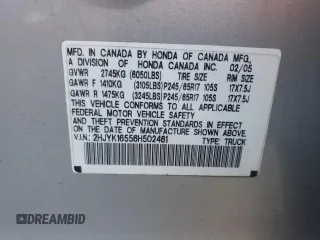 MFD. IN CANADA BY HONDA OF CANADA MFG.,
A DIVISION OF HONDA CANADA INC. 02/05
GVWR 2745KG (6050LBS) TIRE SIZE RIM SIZE
GAWR F 1410KG (3105LBS) P245/65R17 105S 17X7.5J
GAWR R 1475KG (3245LBS) P245/65R17 105S 17X7.5J
THIS VEHICLE CONFORMS TO ALL APPLICABLE
FEDERAL MOTOR VEHICLE SAFETY
AND THEFT PREVENTION STANDARDS IN EFFECT
ON THE DATE OF MANUFACTURE SHOWN ABOVE.
V.I.N.: 2HJYK16556H502461
TYPE: TRUCK
© DREAMBID